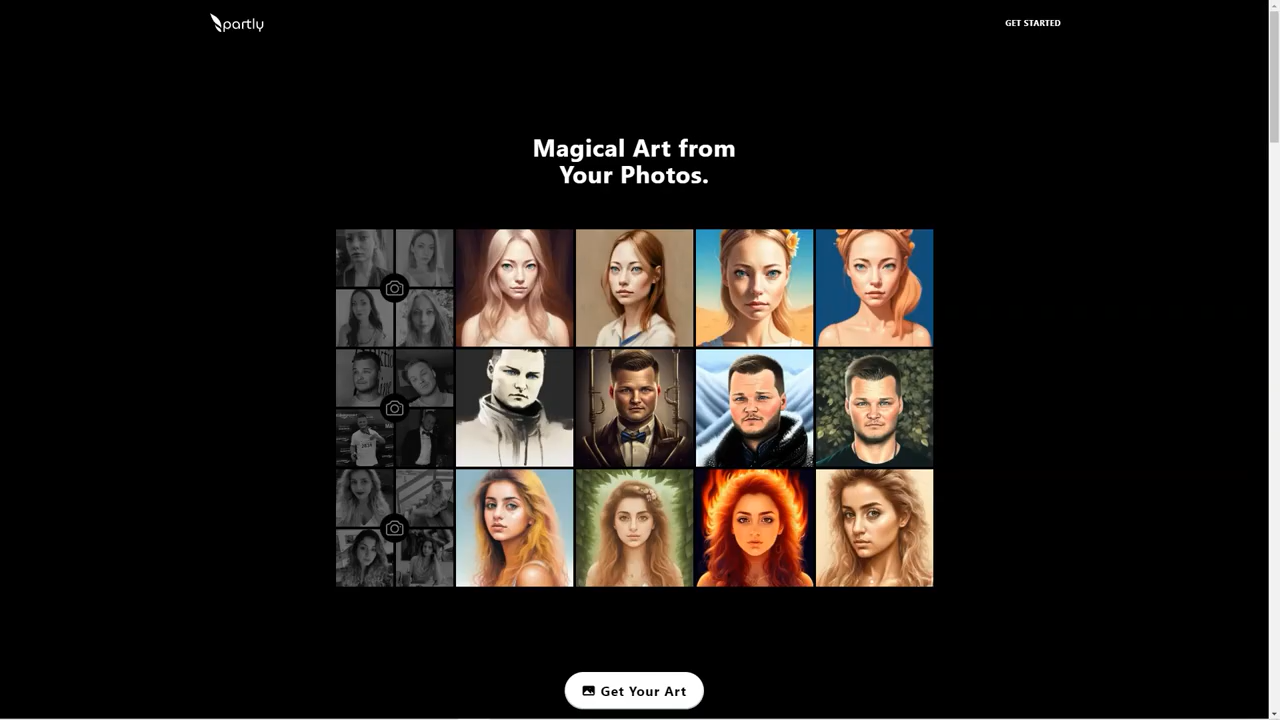 partly
GET STARTED
Magical Art from
Your Photos.
Get Your Art